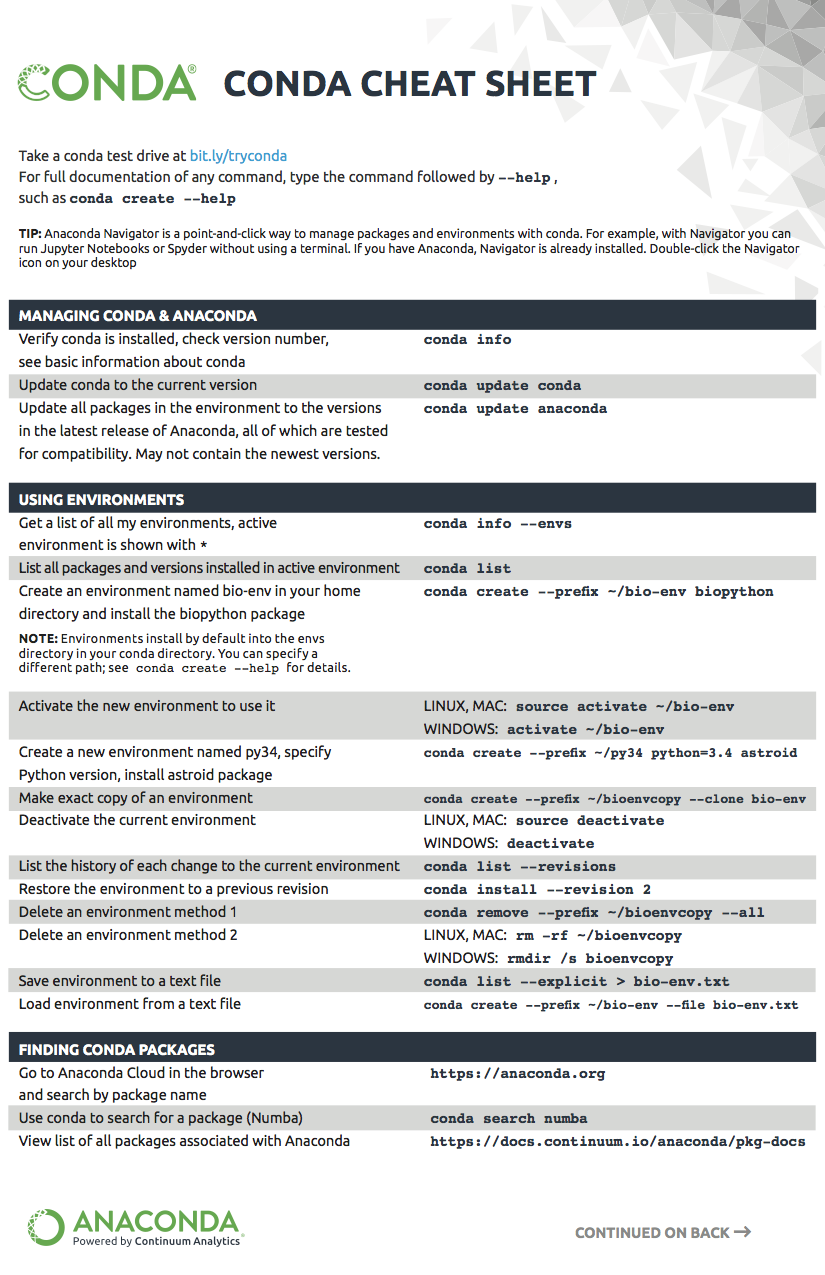 CONDA® CONDA CHEAT SHEET
Take a conda test drive at bit.ly/tryconda
For full documentation of any command, type the command followed by --help ,
such as conda create --help
TIP: Anaconda Navigator is a point-and-click way to manage packages and environments with conda. For example, with Navigator you can
run Jupyter Notebooks or Spyder without using a terminal. If you have Anaconda, Navigator is already installed. Double-click the Navigator
icon on your desktop
MANAGING CONDA & ANACONDA
Verify conda is installed, check version number, conda info
see basic information about conda
Update conda to the current version conda update conda
Update all packages in the environment to the versions conda update anaconda
in the latest release of Anaconda, all of which are tested
for compatibility. May not contain the newest versions.
USING ENVIRONMENTS
Get a list of all my environments, active conda info --envs
environment is shown with *
List all packages and versions installed in active environment conda list
Create an environment named bio-env in your home conda create --prefix ~/bio-env biopython
directory and install the biopython package
NOTE: Environments install by default into the envs
directory in your conda directory. You can specify a
different path; see conda create --help for details.
Activate the new environment to use it LINUX, MAC: source activate ~/bio-env
WINDOWS: activate ~/bio-env
Create a new environment named py34, specify conda create --prefix ~/py34 python=3.4 astroid
Python version, install astroid package
Make exact copy of an environment conda create --prefix ~/bioenvcopy --clone bio-env
Deactivate the current environment LINUX, MAC: source deactivate
WINDOWS: deactivate
List the history of each change to the current environment conda list --revisions
Restore the environment to a previous revision conda install --revision 2
Delete an environment method 1 conda remove --prefix ~/bioenvcopy --all
Delete an environment method 2 LINUX, MAC: rm -rf ~/bioenvcopy
WINDOWS: rmdir /s bioenvcopy
Save environment to a text file conda list --explicit > bio-env.txt
Load environment from a text file conda create --prefix ~/bio-env --file bio-env.txt
FINDING CONDA PACKAGES
Go to Anaconda Cloud in the browser https://anaconda.org
and search by package name
Use conda to search for a package (Numba) conda search numba
View list of all packages associated with Anaconda https://docs.continuum.io/anaconda/pkg-docs
ANACONDA®
Powered by Continuum Analytics®
CONTINUED ON BACK →